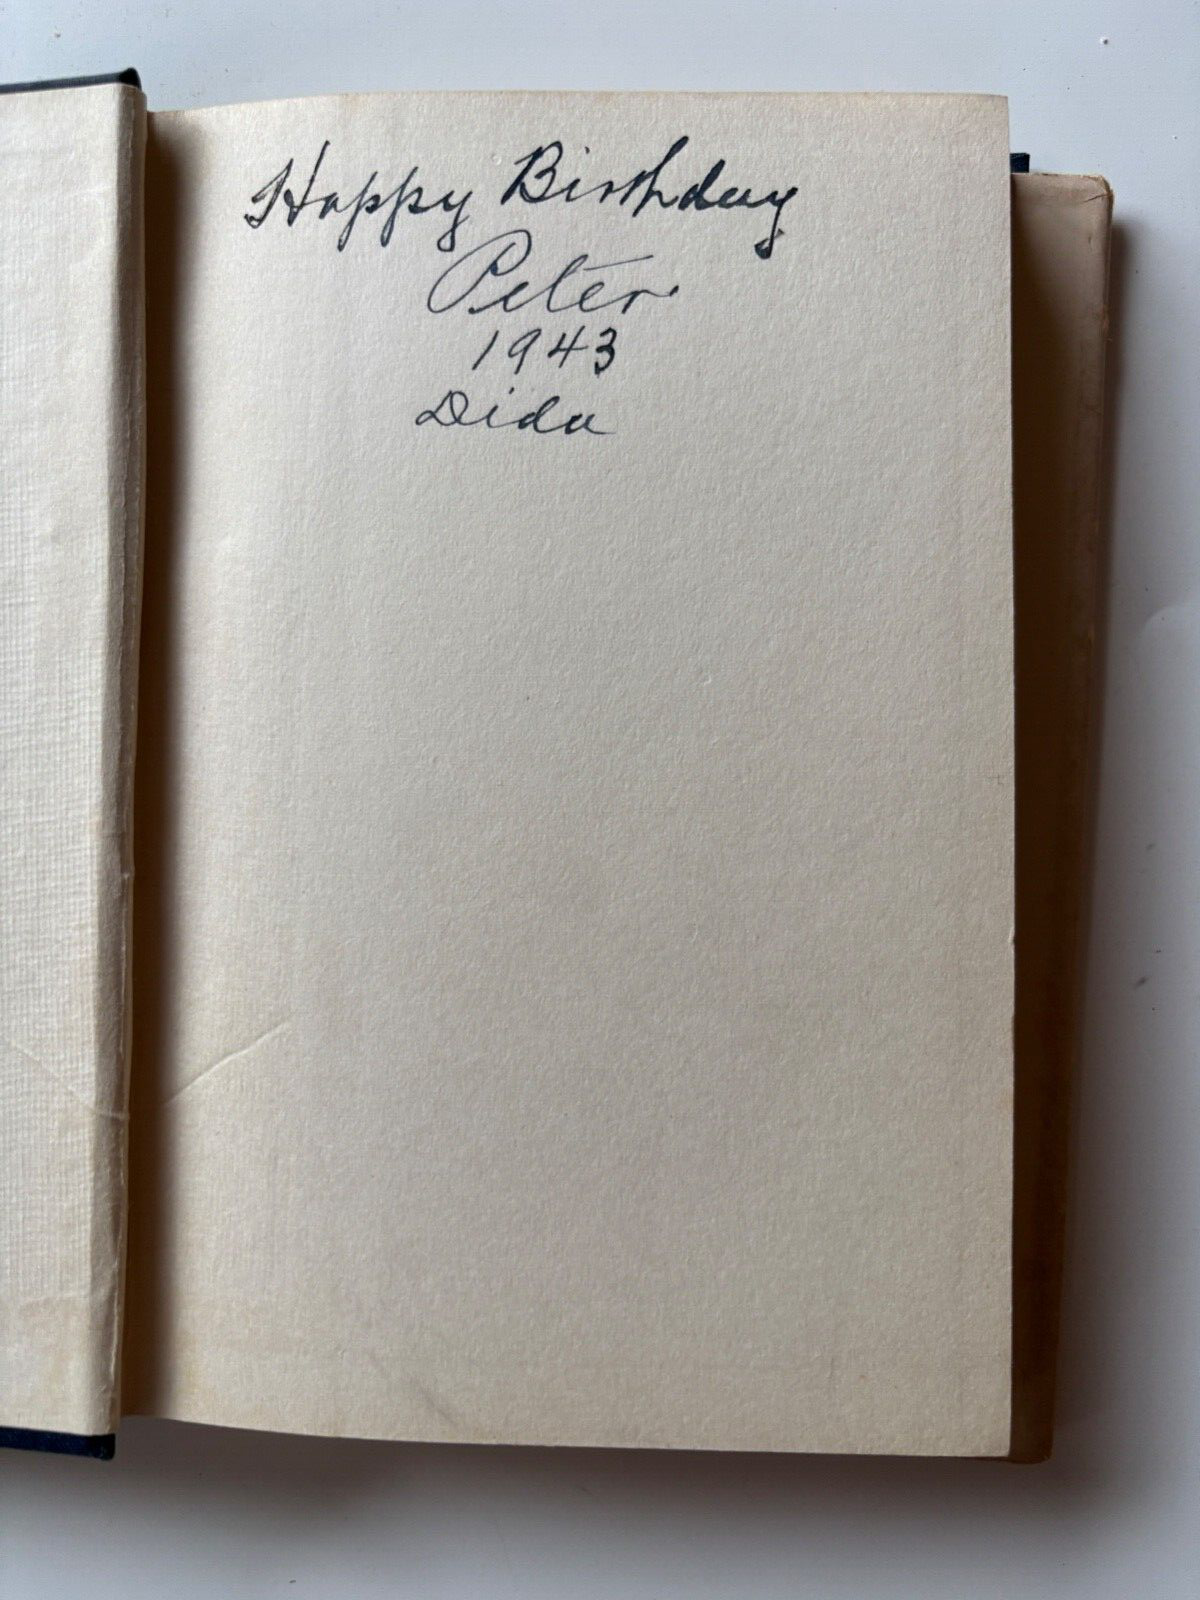 Happy Birthday
Peter
1943
Dida